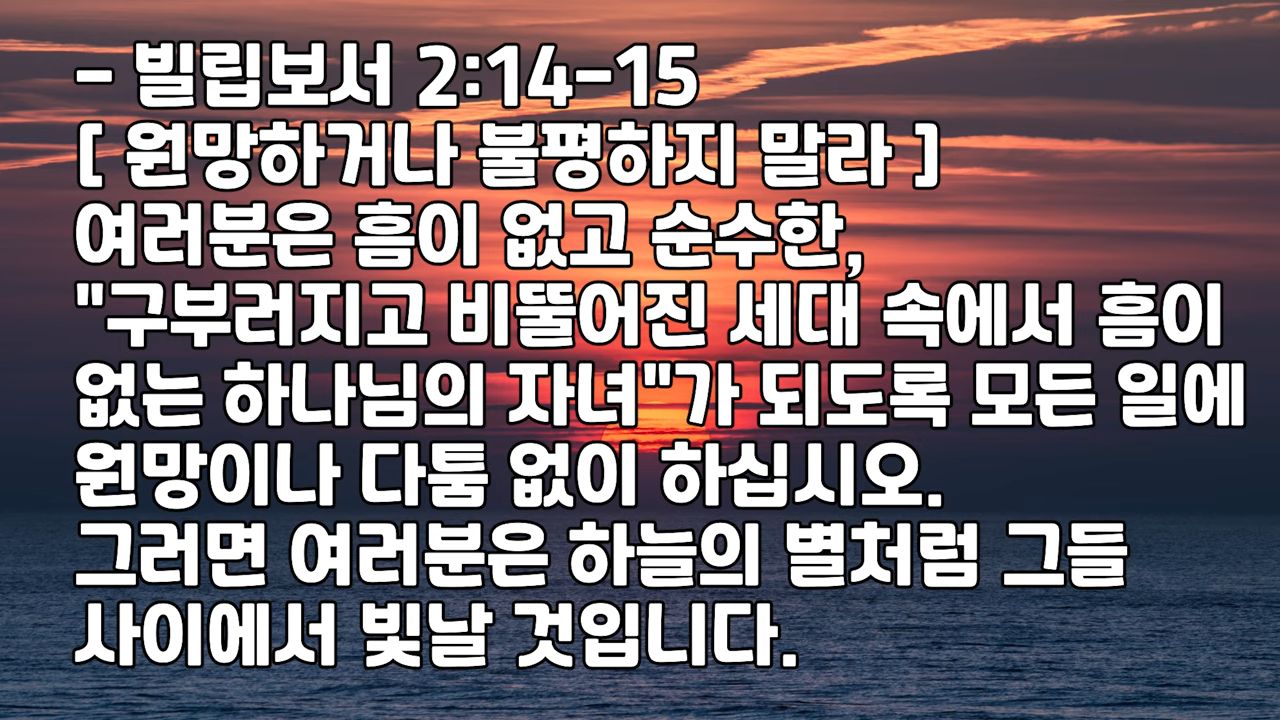 - 빌립보서 2:14-15
[ 원망하거나 불평하지 말라 ]
여러분은 흠이 없고 순수한,
"구부러지고 비뚤어진 세대 속에서 흠이
없는 하나님의 자녀"가 되도록 모든 일에
원망이나 다툼 없이 하십시오.
그러면 여러분은 하늘의 별처럼 그들
사이에서 빛날 것입니다.